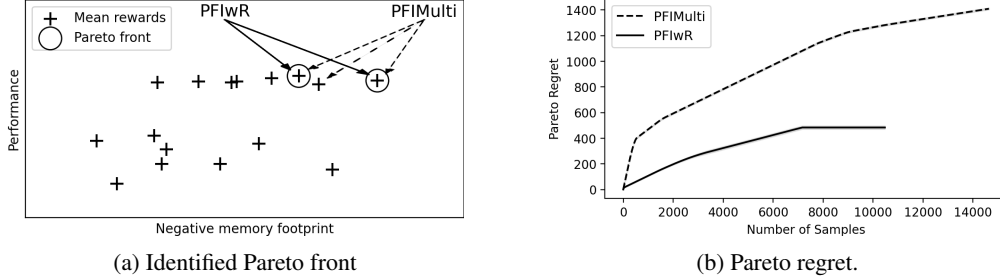 PFIwR
PFIMulti
Mean rewards
Pareto front
Performance
Negative memory footprint
(a) Identified Pareto front
PFIMulti
PFIwR
Pareto Regret
1400
1200
1000
800
600
400
200
0
0 2000 4000 6000 8000 10000 12000 14000
Number of Samples
(b) Pareto regret.